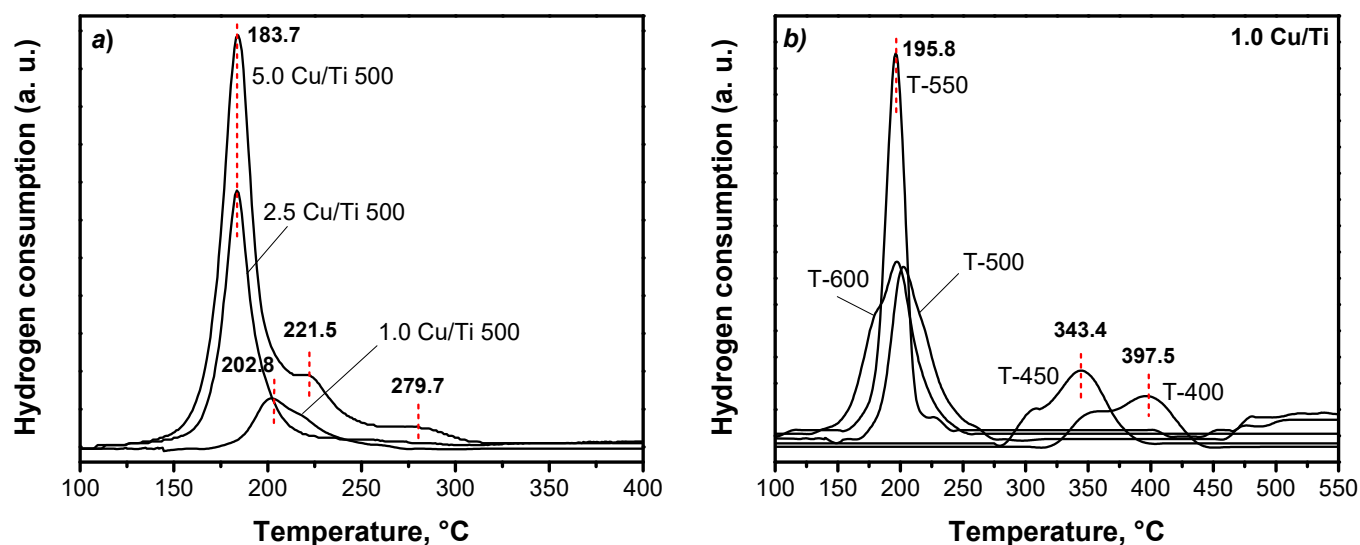 a)
183.7
5.0 Cu/Ti 500
2.5 Cu/Ti 500
221.5
1.0 Cu/Ti 500
202.8
279.7
Hydrogen consumption (a. u.)
100 150 200 250 300 350 400
Temperature, °C
b)
1.0 Cu/Ti
195.8
T-550
T-600
T-500
343.4
397.5
T-450
T-400
Hydrogen consumption (a. u.)
100 150 200 250 300 350 400 450 500 550
Temperature, °C